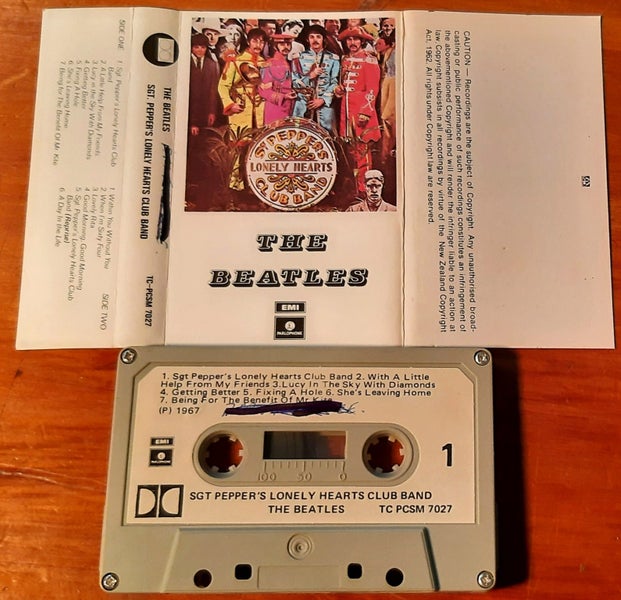 SIDE ONE
1. Sgt. Pepper's Lonely Hearts Club
Band
2. A Little Help From My Friends
3. Lucy in the Sky With Diamonds
4. Getting Better
5. Fixing A Hole
6. She's Leaving Home
7. Being for The Benefit Of Mr. Kite
SIDE TWO
1. Within You Without You
2. When I'm Sixty Four
3. Lovely Rita
4. Good Morning, Good Morning
5. Sgt. Pepper's Lonely Hearts Club
Band (Reprise)
6. A Day In the Life
THE BEATLES
SGT. PEPPER'S LONELY HEARTS CLUB BAND
TC-PCSM 7027
SGT. PEPPER'S
LONELY HEARTS
CLUB BAND
THE
BEATLES
EMI
PARLOPHONE
CAUTION — Recordings are the subject of Copyright. Any unauthorised broad-
casting or public performance of such recordings constitutes an infringement of
the abovementioned Copyright and will render the infringer liable to an action at
law. Copyright subsists in all recordings by virtue of the New Zealand Copyright
Act, 1962. All rights under Copyright law are reserved.
1. Sgt Pepper's Lonely Hearts Club Band 2. With A Little
Help From My Friends 3.Lucy In The Sky With Diamonds
4. Getting Better 5. Fixing A Hole 6. She's Leaving Home
7. Being For The Benefit Of Mr Kite.
(P) 1967
EMI
PARLOPHONE
100 50 0
1
SGT PEPPER'S LONELY HEARTS CLUB BAND
THE BEATLES TC PCSM 7027